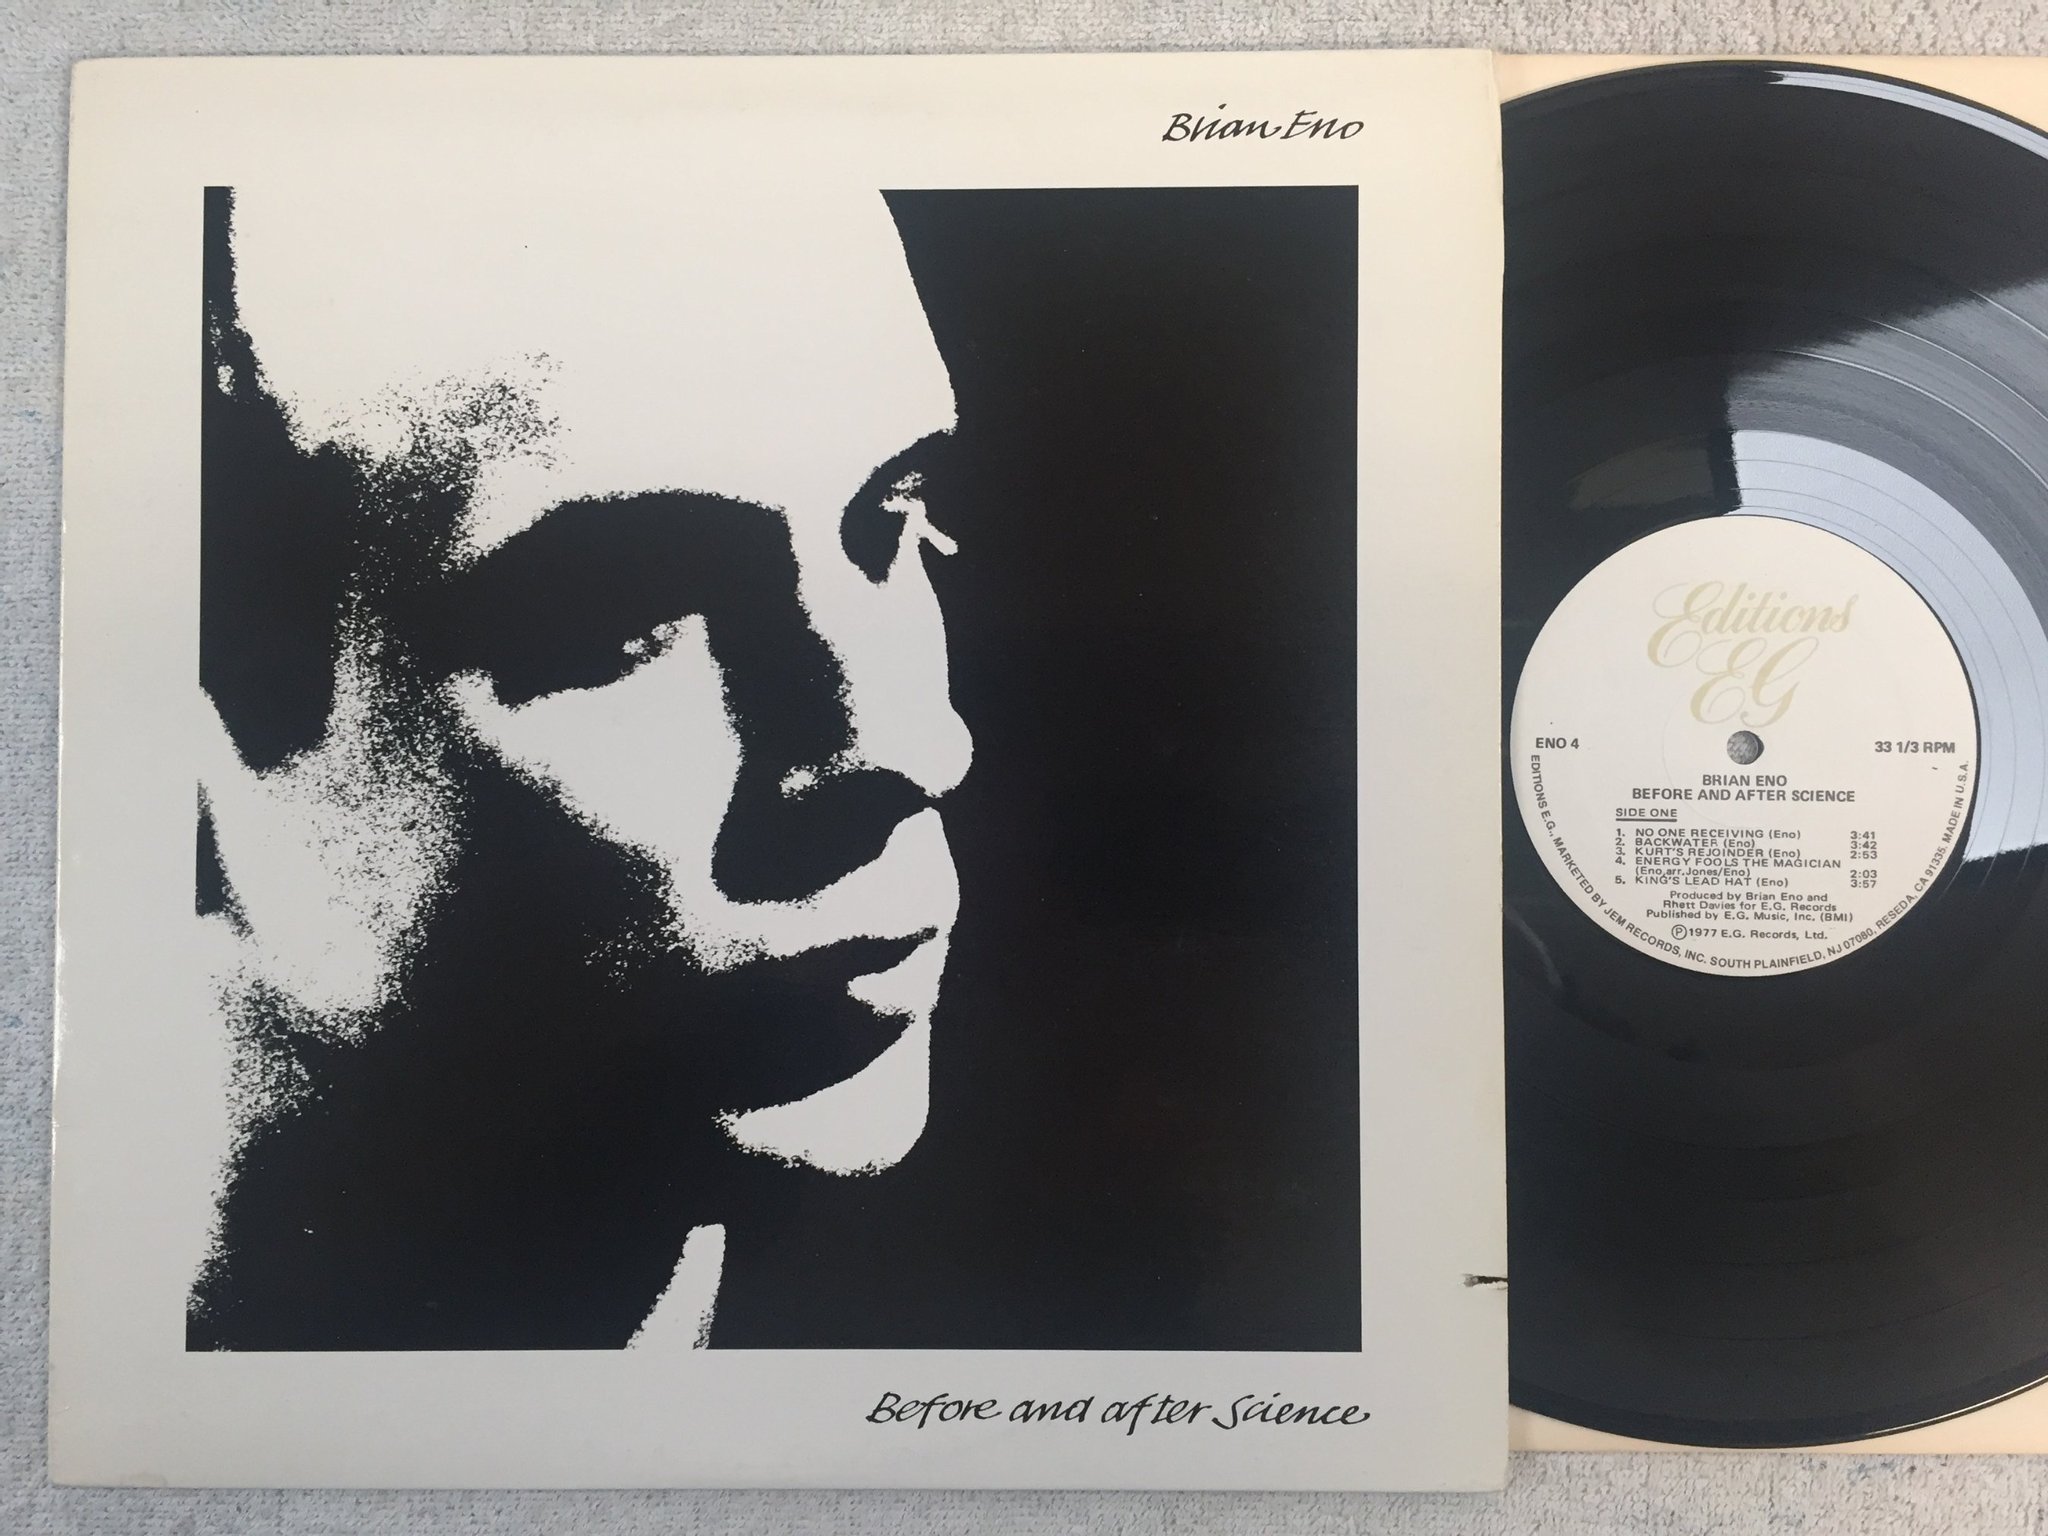 Brian Eno
Before and after Science
Editions
EG
ENO 4
33 1/3 RPM
BRIAN ENO
BEFORE AND AFTER SCIENCE
SIDE ONE
1. NO ONE RECEIVING (Eno) 3:41
2. BACKWATER (Eno) 3:42
3. KURT'S REJOINDER (Eno) 2:53
4. ENERGY FOOLS THE MAGICIAN
(Eno, arr. Jones/Eno) 2:03
5. KING'S LEAD HAT (Eno) 3:57
Produced by Brian Eno and
Rhett Davies for E.G. Records
Published by E.G. Music, Inc. (BMI)
Ⓟ1977 E.G. Records, Ltd.
EDITIONS E.G., MARKETED BY JEM RECORDS, INC. SOUTH PLAINFIELD, NJ 07080, RESEDA, CA 91335. MADE IN U.S.A.